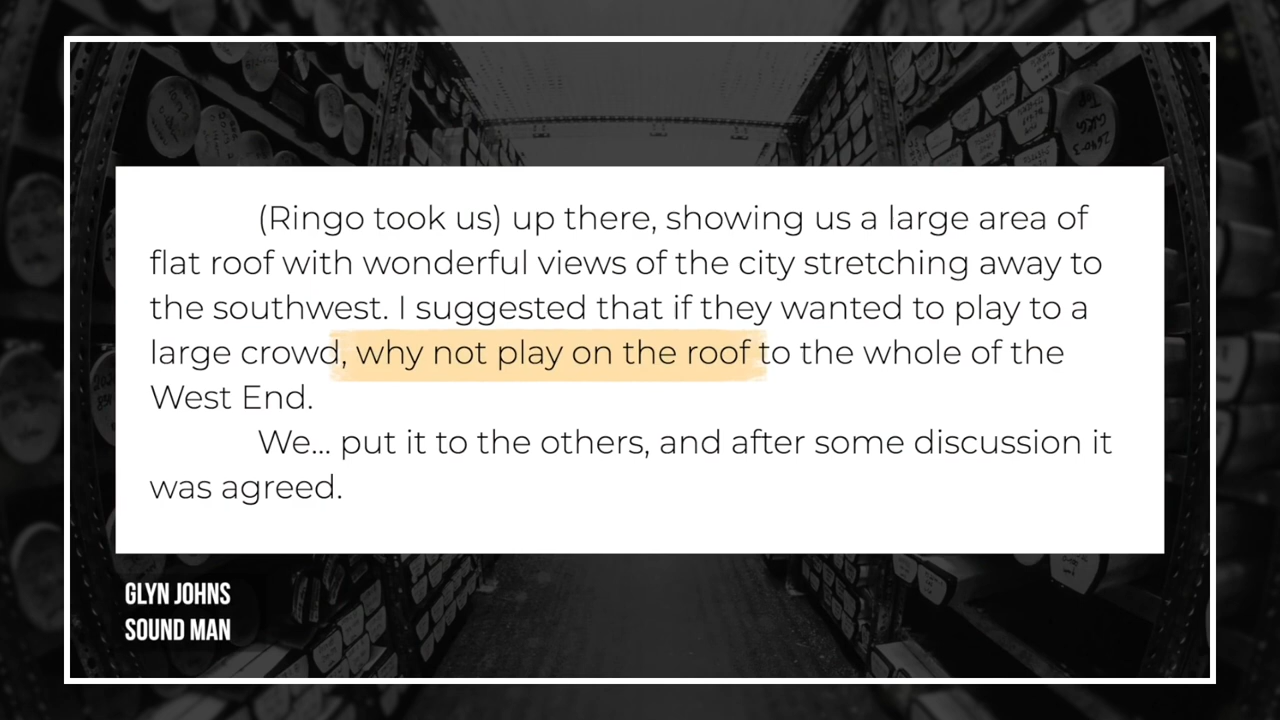 (Ringo took us) up there, showing us a large area of
flat roof with wonderful views of the city stretching away to
the southwest. I suggested that if they wanted to play to a
large crowd, why not play on the roof to the whole of the
West End.
We... put it to the others, and after some discussion it
was agreed.
GLYN JOHNS
SOUND MAN